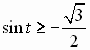 sin t ≥ -√3/2